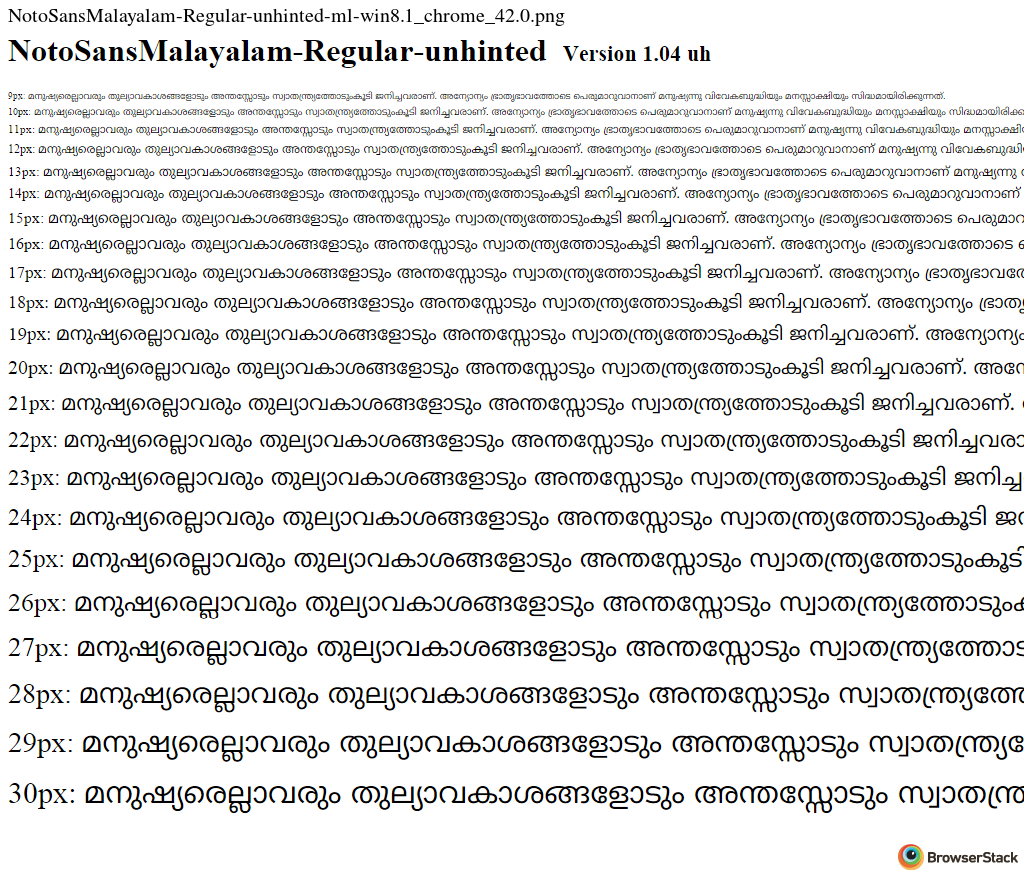 NotoSansMalayalam-Regular-unhinted-ml-win8.1_chrome_42.0.png
NotoSansMalayalam-Regular-unhinted Version 1.04 uh
9px: മനുഷ്യരെല്ലാവരും തുല്യാവകാശങ്ങളോടും അന്തസ്സോടും സ്വാതന്ത്ര്യത്തോടുംകൂടി ജനിച്ചവരാണ്. അന്യോന്യം ഭ്രാതൃഭാവത്തോടെ പെരുമാറുവാനാണ് മനുഷ്യന്നു വിവേകബുദ്ധിയും മനസ്സാക്ഷിയും സിദ്ധമായിരിക്കുന്നത്.
10px: മനുഷ്യരെല്ലാവരും തുല്യാവകാശങ്ങളോടും അന്തസ്സോടും സ്വാതന്ത്ര്യത്തോടുംകൂടി ജനിച്ചവരാണ്. അന്യോന്യം ഭ്രാതൃഭാവത്തോടെ പെരുമാറുവാനാണ് മനുഷ്യന്നു വിവേകബുദ്ധിയും മനസ്സാക്ഷിയും
11px: മനുഷ്യരെല്ലാവരും തുല്യാവകാശങ്ങളോടും അന്തസ്സോടും സ്വാതന്ത്ര്യത്തോടുംകൂടി ജനിച്ചവരാണ്. അന്യോന്യം ഭ്രാതൃഭാവത്തോടെ പെരുമാറുവാനാണ് മനുഷ്യന്നു വിവേകബുദ്ധിയും
12px: മനുഷ്യരെല്ലാവരും തുല്യാവകാശങ്ങളോടും അന്തസ്സോടും സ്വാതന്ത്ര്യത്തോടുംകൂടി ജനിച്ചവരാണ്. അന്യോന്യം ഭ്രാതൃഭാവത്തോടെ പെരുമാറുവാനാണ് മനുഷ്യന്നു
13px: മനുഷ്യരെല്ലാവരും തുല്യാവകാശങ്ങളോടും അന്തസ്സോടും സ്വാതന്ത്ര്യത്തോടുംകൂടി ജനിച്ചവരാണ്. അന്യോന്യം ഭ്രാതൃഭാവത്തോടെ പെരുമാറുവാനാണ് മനുഷ്യന്നു
14px: മനുഷ്യരെല്ലാവരും തുല്യാവകാശങ്ങളോടും അന്തസ്സോടും സ്വാതന്ത്ര്യത്തോടുംകൂടി ജനിച്ചവരാണ്. അന്യോന്യം ഭ്രാതൃഭാവത്തോടെ പെരുമാറുവാനാണ്
15px: മനുഷ്യരെല്ലാവരും തുല്യാവകാശങ്ങളോടും അന്തസ്സോടും സ്വാതന്ത്ര്യത്തോടുംകൂടി ജനിച്ചവരാണ്. അന്യോന്യം ഭ്രാതൃഭാവത്തോടെ
16px: മനുഷ്യരെല്ലാവരും തുല്യാവകാശങ്ങളോടും അന്തസ്സോടും സ്വാതന്ത്ര്യത്തോടുംകൂടി ജനിച്ചവരാണ്. അന്യോന്യം ഭ്രാതൃഭാവത്തോടെ
17px: മനുഷ്യരെല്ലാവരും തുല്യാവകാശങ്ങളോടും അന്തസ്സോടും സ്വാതന്ത്ര്യത്തോടുംകൂടി ജനിച്ചവരാണ്. അന്യോന്യം
18px: മനുഷ്യരെല്ലാവരും തുല്യാവകാശങ്ങളോടും അന്തസ്സോടും സ്വാതന്ത്ര്യത്തോടുംകൂടി ജനിച്ചവരാണ്. അന്യോന്യം
19px: മനുഷ്യരെല്ലാവരും തുല്യാവകാശങ്ങളോടും അന്തസ്സോടും സ്വാതന്ത്ര്യത്തോടുംകൂടി ജനിച്ചവരാണ്. അന്യോന്യം
20px: മനുഷ്യരെല്ലാവരും തുല്യാവകാശങ്ങളോടും അന്തസ്സോടും സ്വാതന്ത്ര്യത്തോടുംകൂടി ജനിച്ചവരാണ്.
21px: മനുഷ്യരെല്ലാവരും തുല്യാവകാശങ്ങളോടും അന്തസ്സോടും സ്വാതന്ത്ര്യത്തോടുംകൂടി ജനിച്ചവരാണ്.
22px: മനുഷ്യരെല്ലാവരും തുല്യാവകാശങ്ങളോടും അന്തസ്സോടും സ്വാതന്ത്ര്യത്തോടുംകൂടി ജനിച്ചവരാ
23px: മനുഷ്യരെല്ലാവരും തുല്യാവകാശങ്ങളോടും അന്തസ്സോടും സ്വാതന്ത്ര്യത്തോടുംകൂടി ജനിച്ച
24px: മനുഷ്യരെല്ലാവരും തുല്യാവകാശങ്ങളോടും അന്തസ്സോടും സ്വാതന്ത്ര്യത്തോടുംകൂടി
25px: മനുഷ്യരെല്ലാവരും തുല്യാവകാശങ്ങളോടും അന്തസ്സോടും സ്വാതന്ത്ര്യത്തോടുംകൂടി
26px: മനുഷ്യരെല്ലാവരും തുല്യാവകാശങ്ങളോടും അന്തസ്സോടും സ്വാതന്ത്ര്യത്തോടും
27px: മനുഷ്യരെല്ലാവരും തുല്യാവകാശങ്ങളോടും അന്തസ്സോടും സ്വാതന്ത്ര്യത്തോട
28px: മനുഷ്യരെല്ലാവരും തുല്യാവകാശങ്ങളോടും അന്തസ്സോടും സ്വാതന്ത്ര്യത്തേ
29px: മനുഷ്യരെല്ലാവരും തുല്യാവകാശങ്ങളോടും അന്തസ്സോടും സ്വാതന്ത്ര്യ
30px: മനുഷ്യരെല്ലാവരും തുല്യാവകാശങ്ങളോടും അന്തസ്സോടും സ്വാതന്ത്ര
BrowserStack